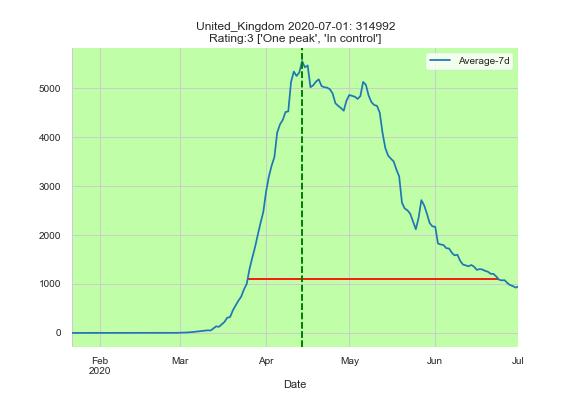 United_Kingdom 2020-07-01: 314992
Rating:3 ['One peak', 'In control']
Average-7d
5000
4000
3000
2000
1000
0
Feb Mar Apr May Jun Jul
2020
Date